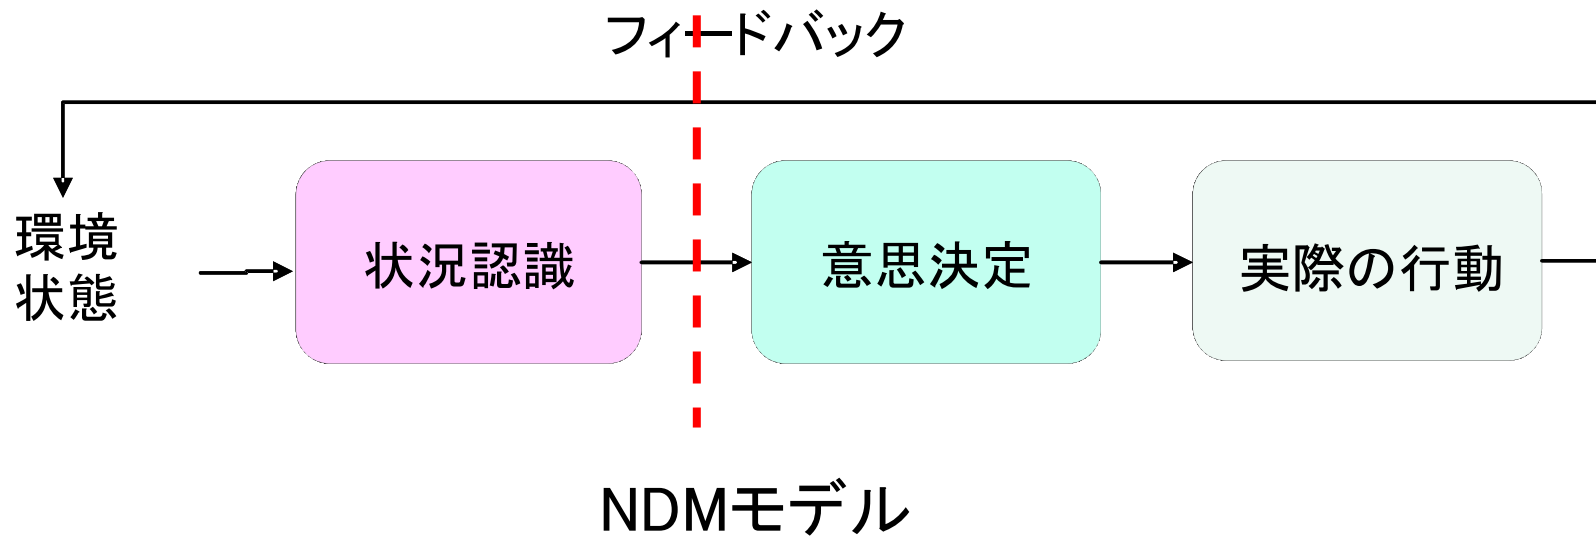 フィードバック
環境
状態
状況認識
意思決定
実際の行動
NDMモデル